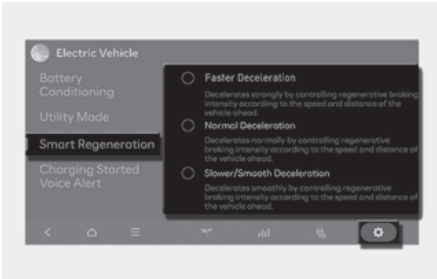 Electric Vehicle
Battery
Conditioning
Utility Mode
Smart Regeneration
Charging Started
Voice Alert
Faster Deceleration
Decelerates strongly by controlling regenerative braking
intensity according to the speed and distance of the
vehicle ahead.
Normal Deceleration
Decelerates normally by controlling regenerative
braking intensity according to the speed and distance of
the vehicle ahead.
Slower/Smooth Deceleration
Decelerates smoothly by controlling regenerative
braking intensity according to the speed and distance of
the vehicle ahead.